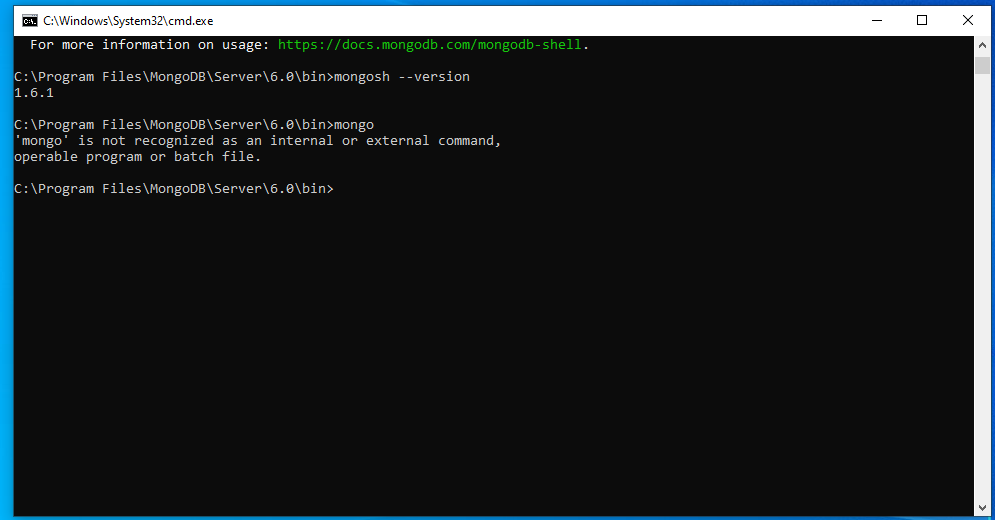 C:\Windows\System32\cmd.exe
For more information on usage: https://docs.mongodb.com/mongodb-shell.
C:\Program Files\MongoDB\Server\6.0\bin>mongosh --version
1.6.1
C:\Program Files\MongoDB\Server\6.0\bin>mongo
'mongo' is not recognized as an internal or external command,
operable program or batch file.
C:\Program Files\MongoDB\Server\6.0\bin>